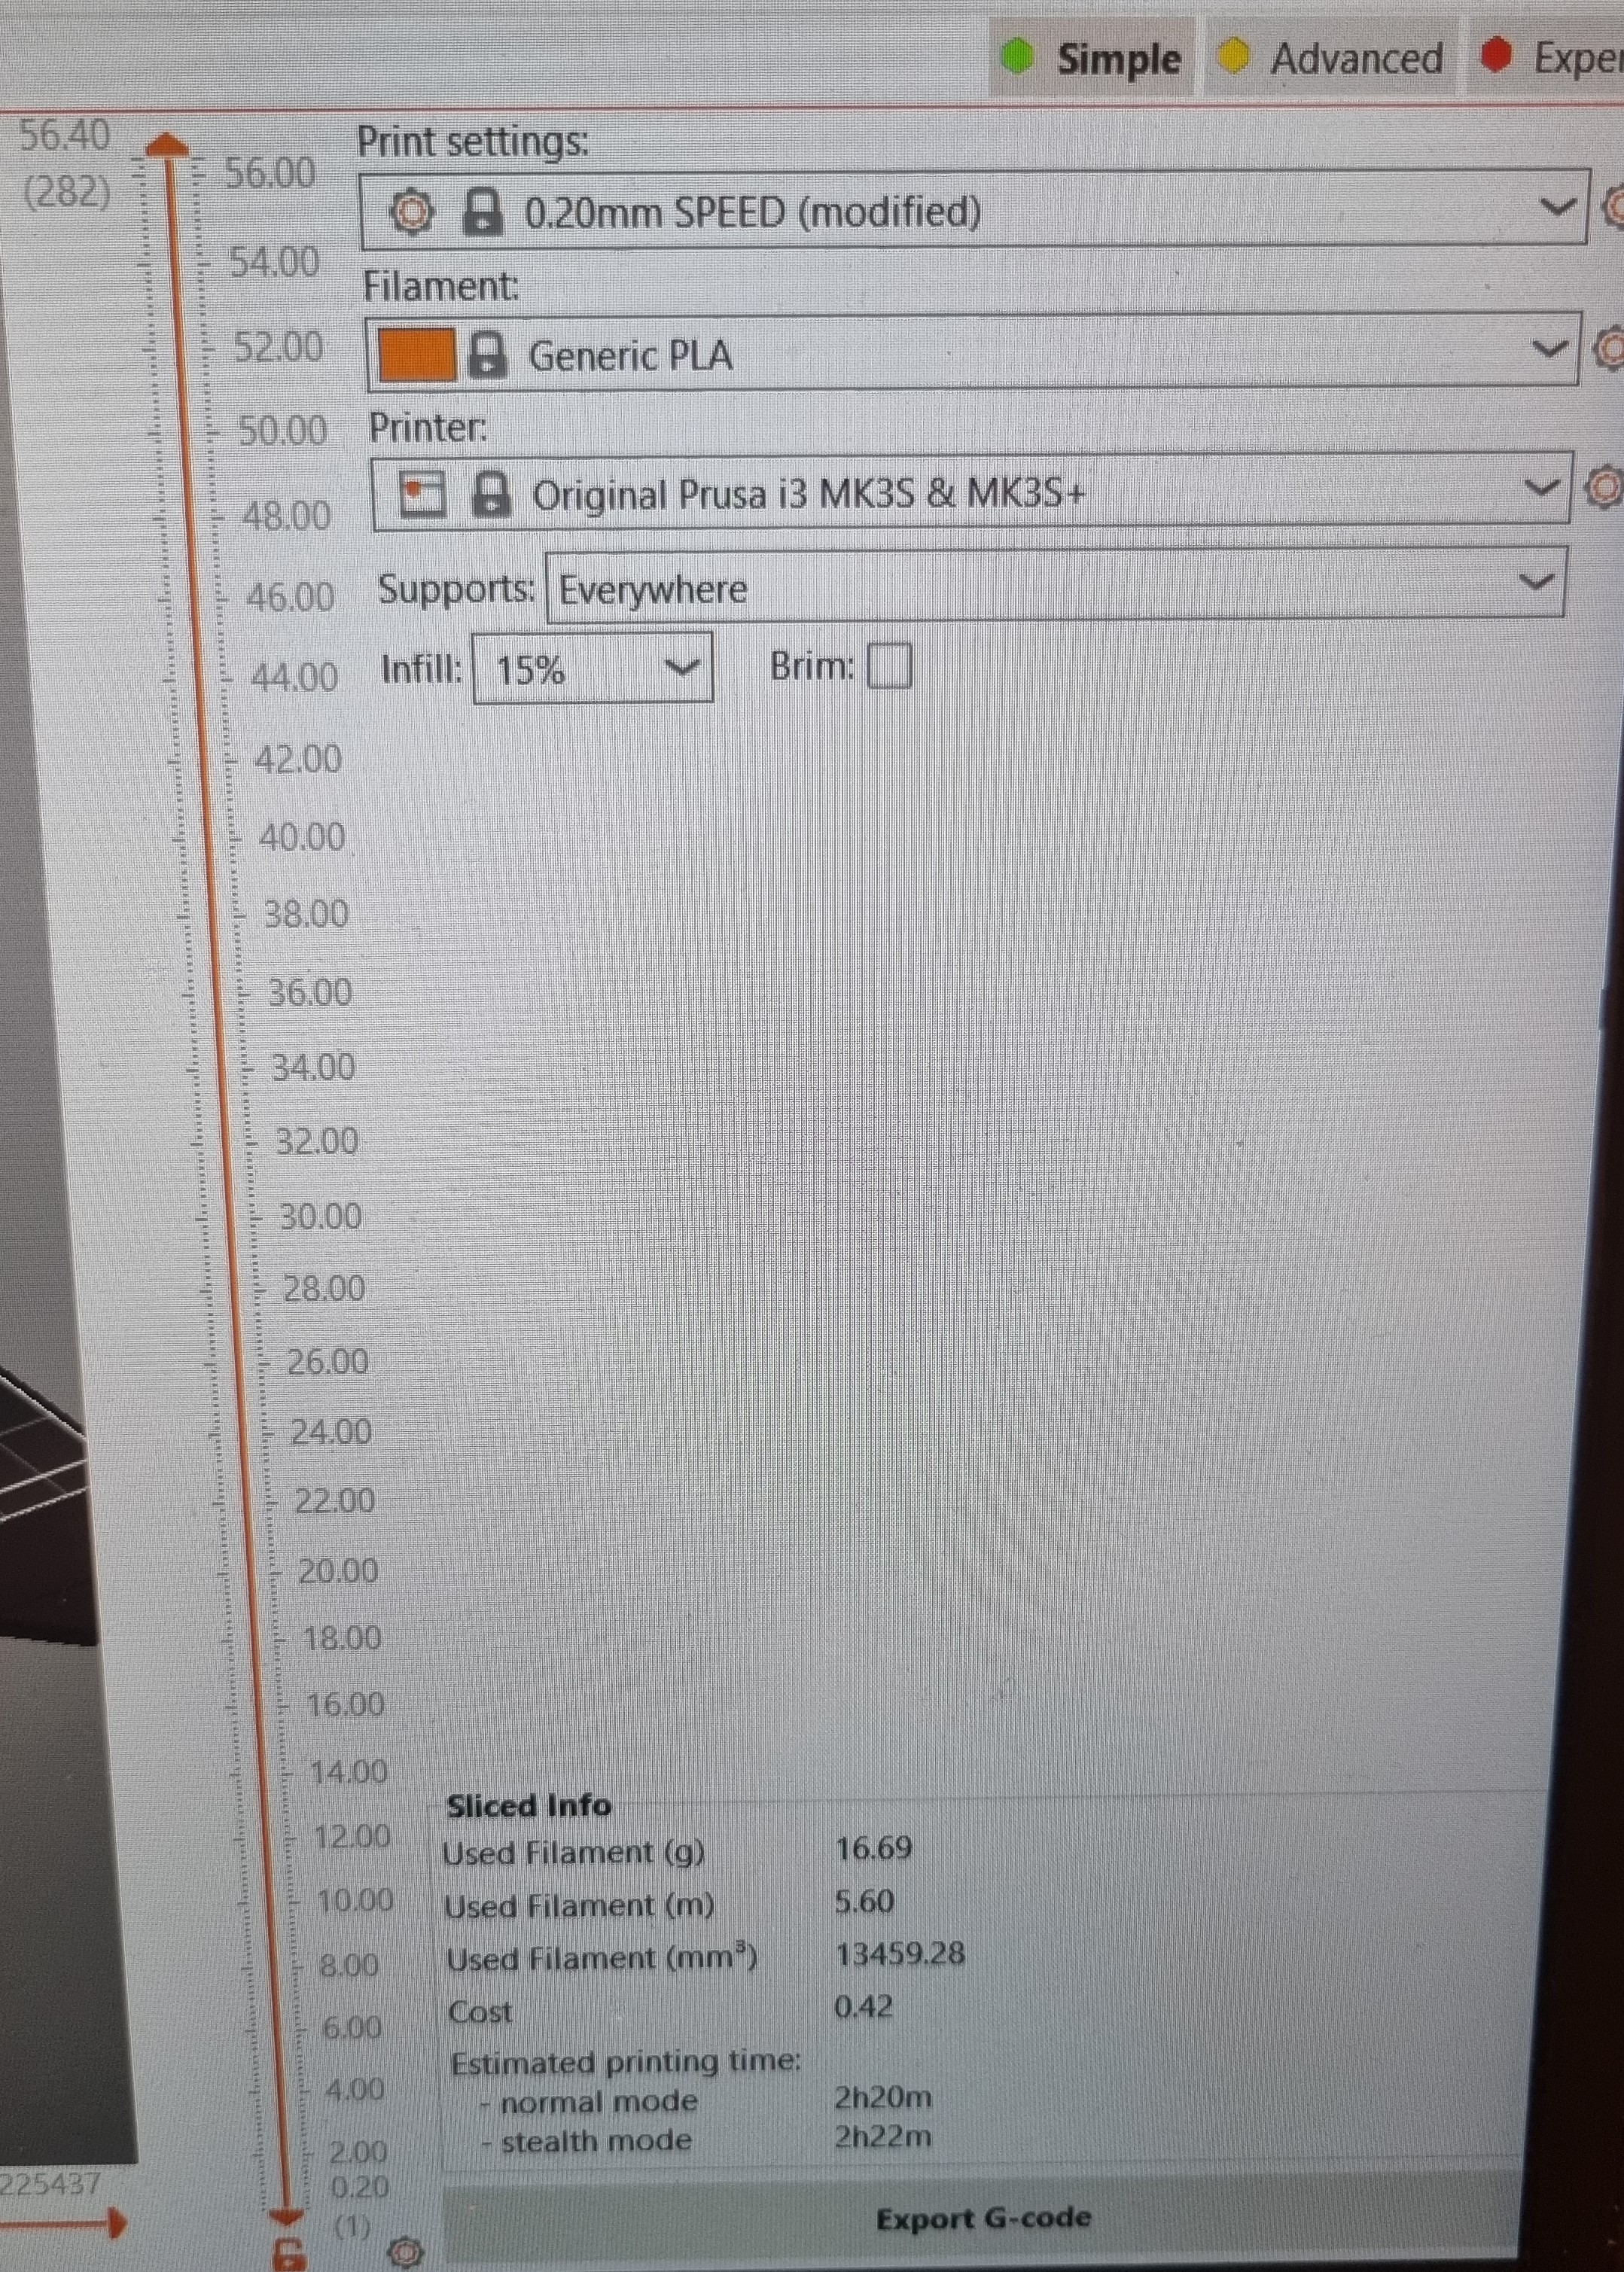 Simple Advanced
56.40
(282)
Print settings:
56.00
0.20mm SPEED (modified)
54.00
Filament:
52.00
Generic PLA
50.00
Printer:
48.00
Original Prusa i3 MK3S & MK3S+
46.00
Supports: Everywhere
44.00
Infill: 15% Brim:
42.00
40.00
38.00
36.00
34.00
32.00
30.00
28.00
26.00
24.00
22.00
20.00
18.00
16.00
14.00
Sliced Info
12.00
Used Filament (g) 16.69
10.00
Used Filament (m) 5.60
8.00
Used Filament (mm³) 13459.28
6.00
Cost 0.42
4.00
Estimated printing time:
- normal mode 2h20m
2.00
- stealth mode 2h22m
225437
0.20
(1)
Export G-code